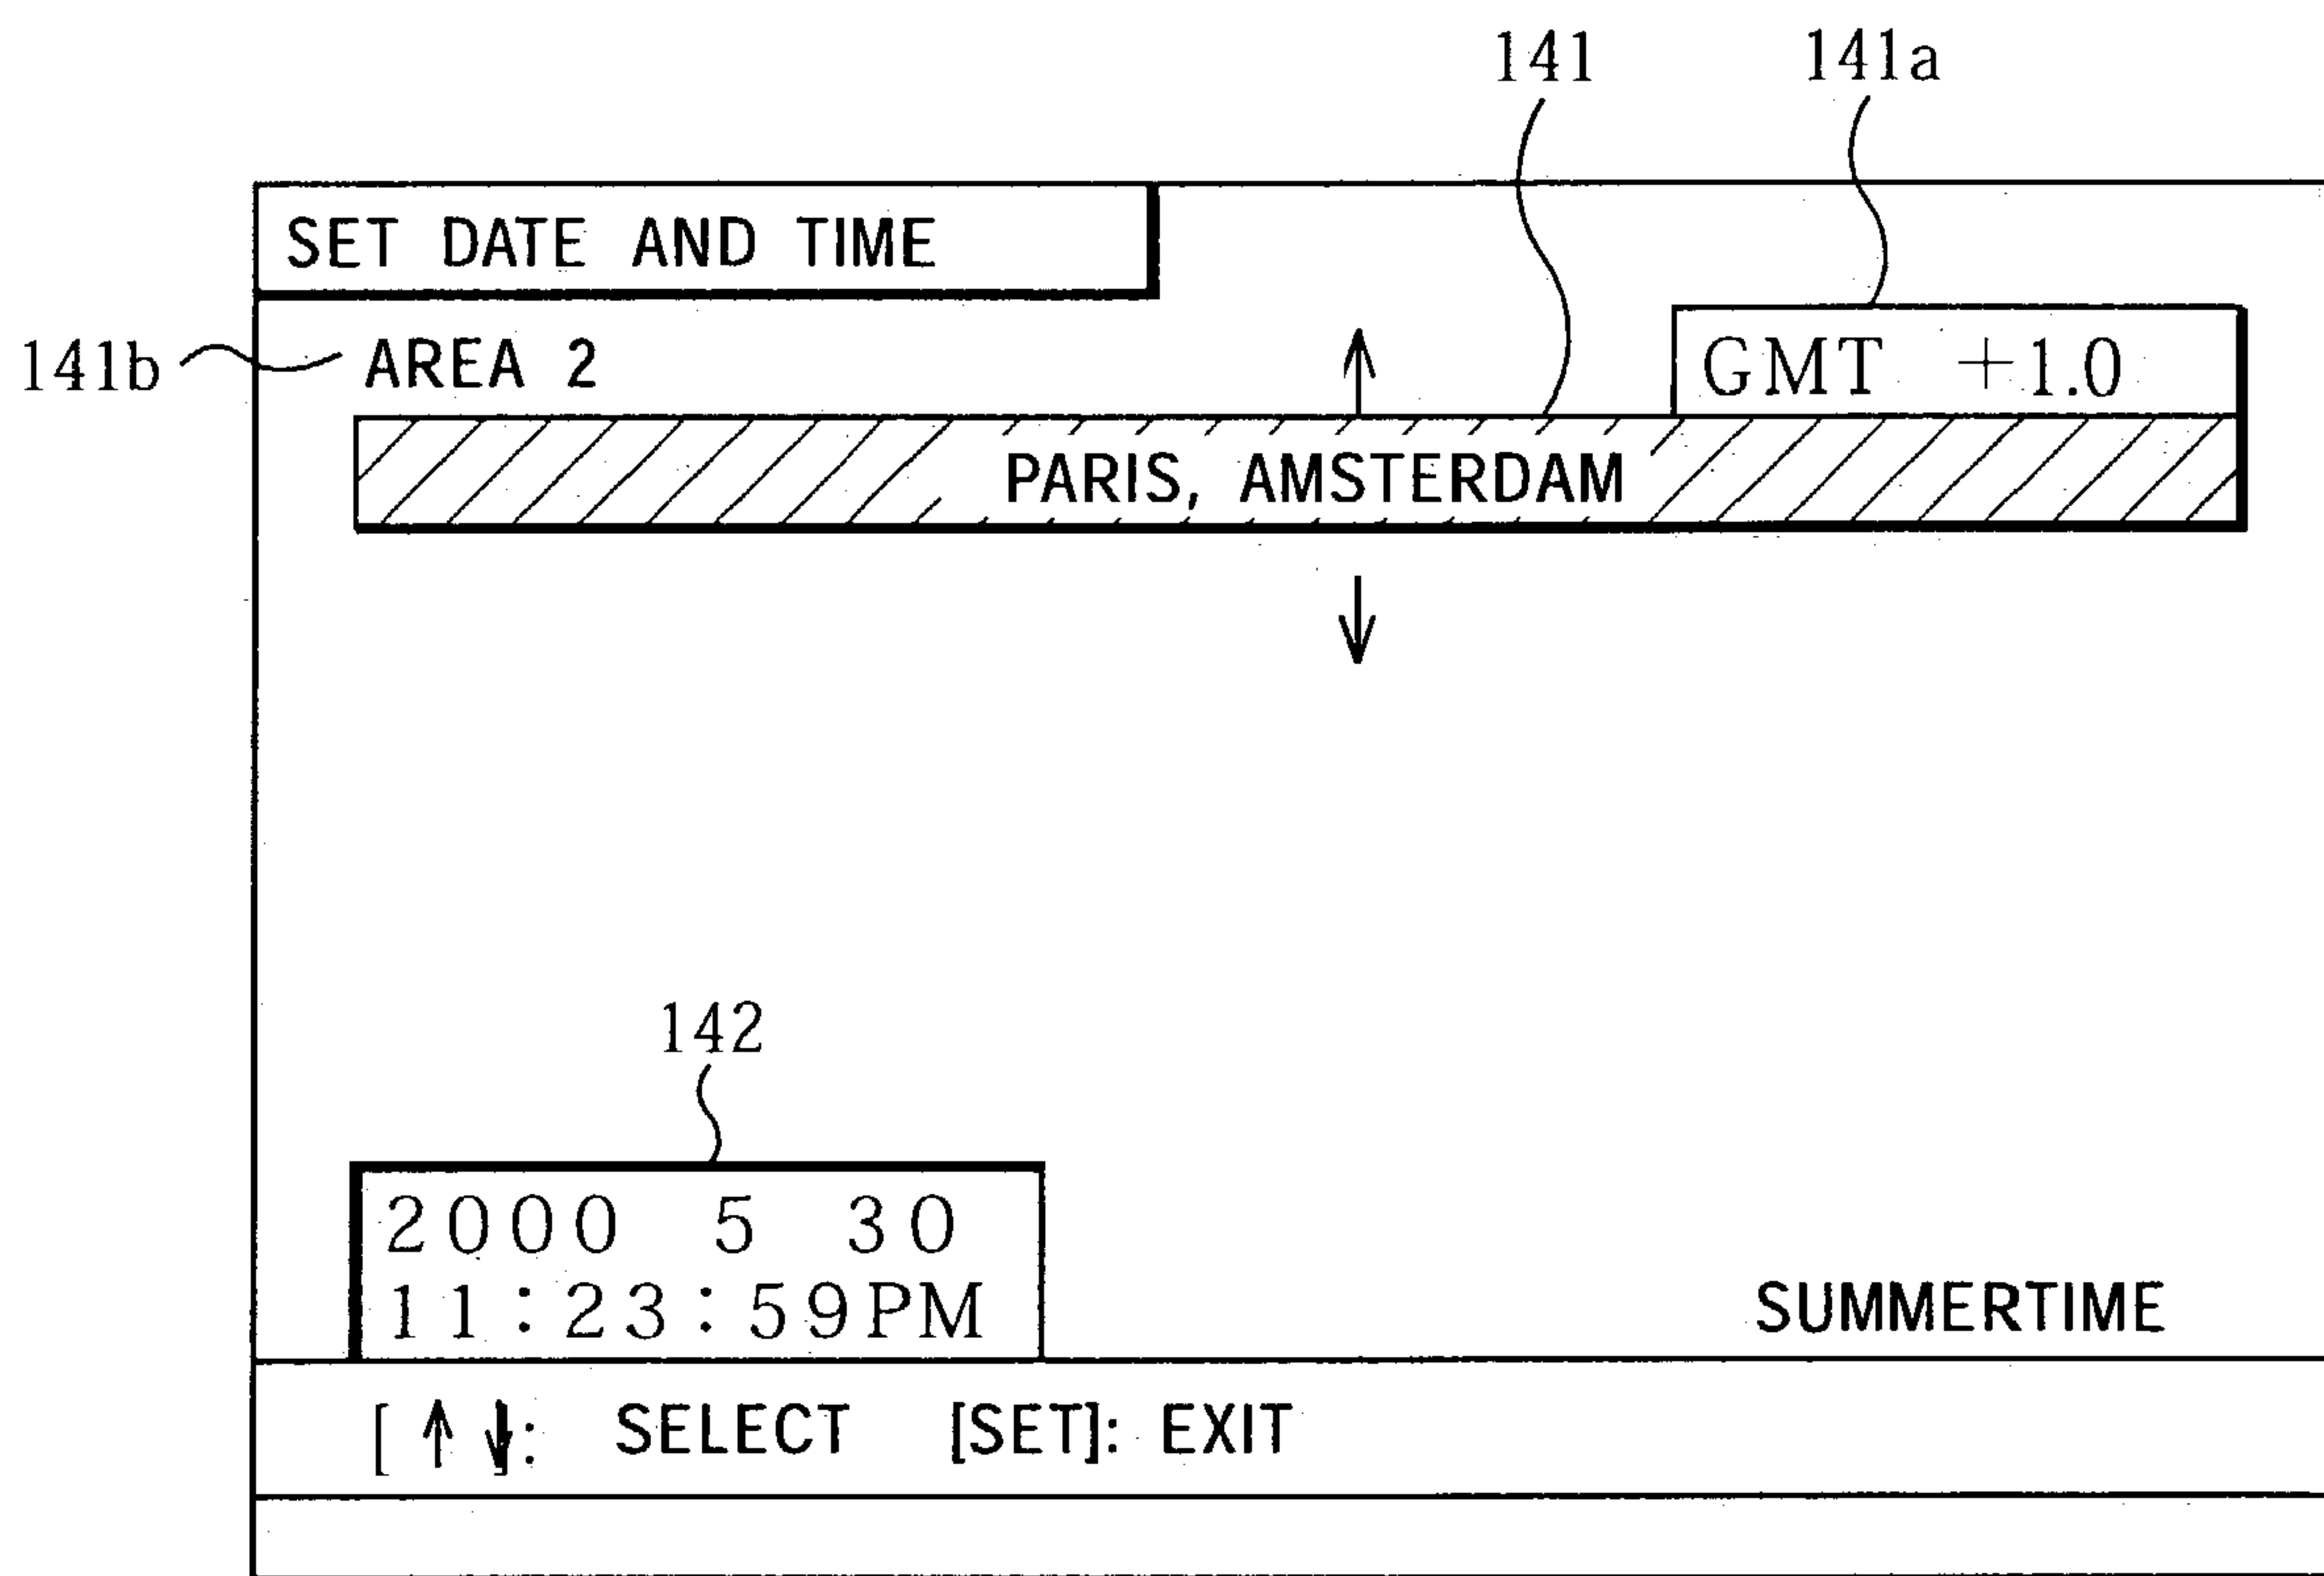 141 141a
SET DATE AND TIME
141b AREA 2 ↑ GMT +1.0
PARIS, AMSTERDAM
↓
142
2000 5 30
11:23:59PM
SUMMERTIME
[↑↓]: SELECT [SET]: EXIT